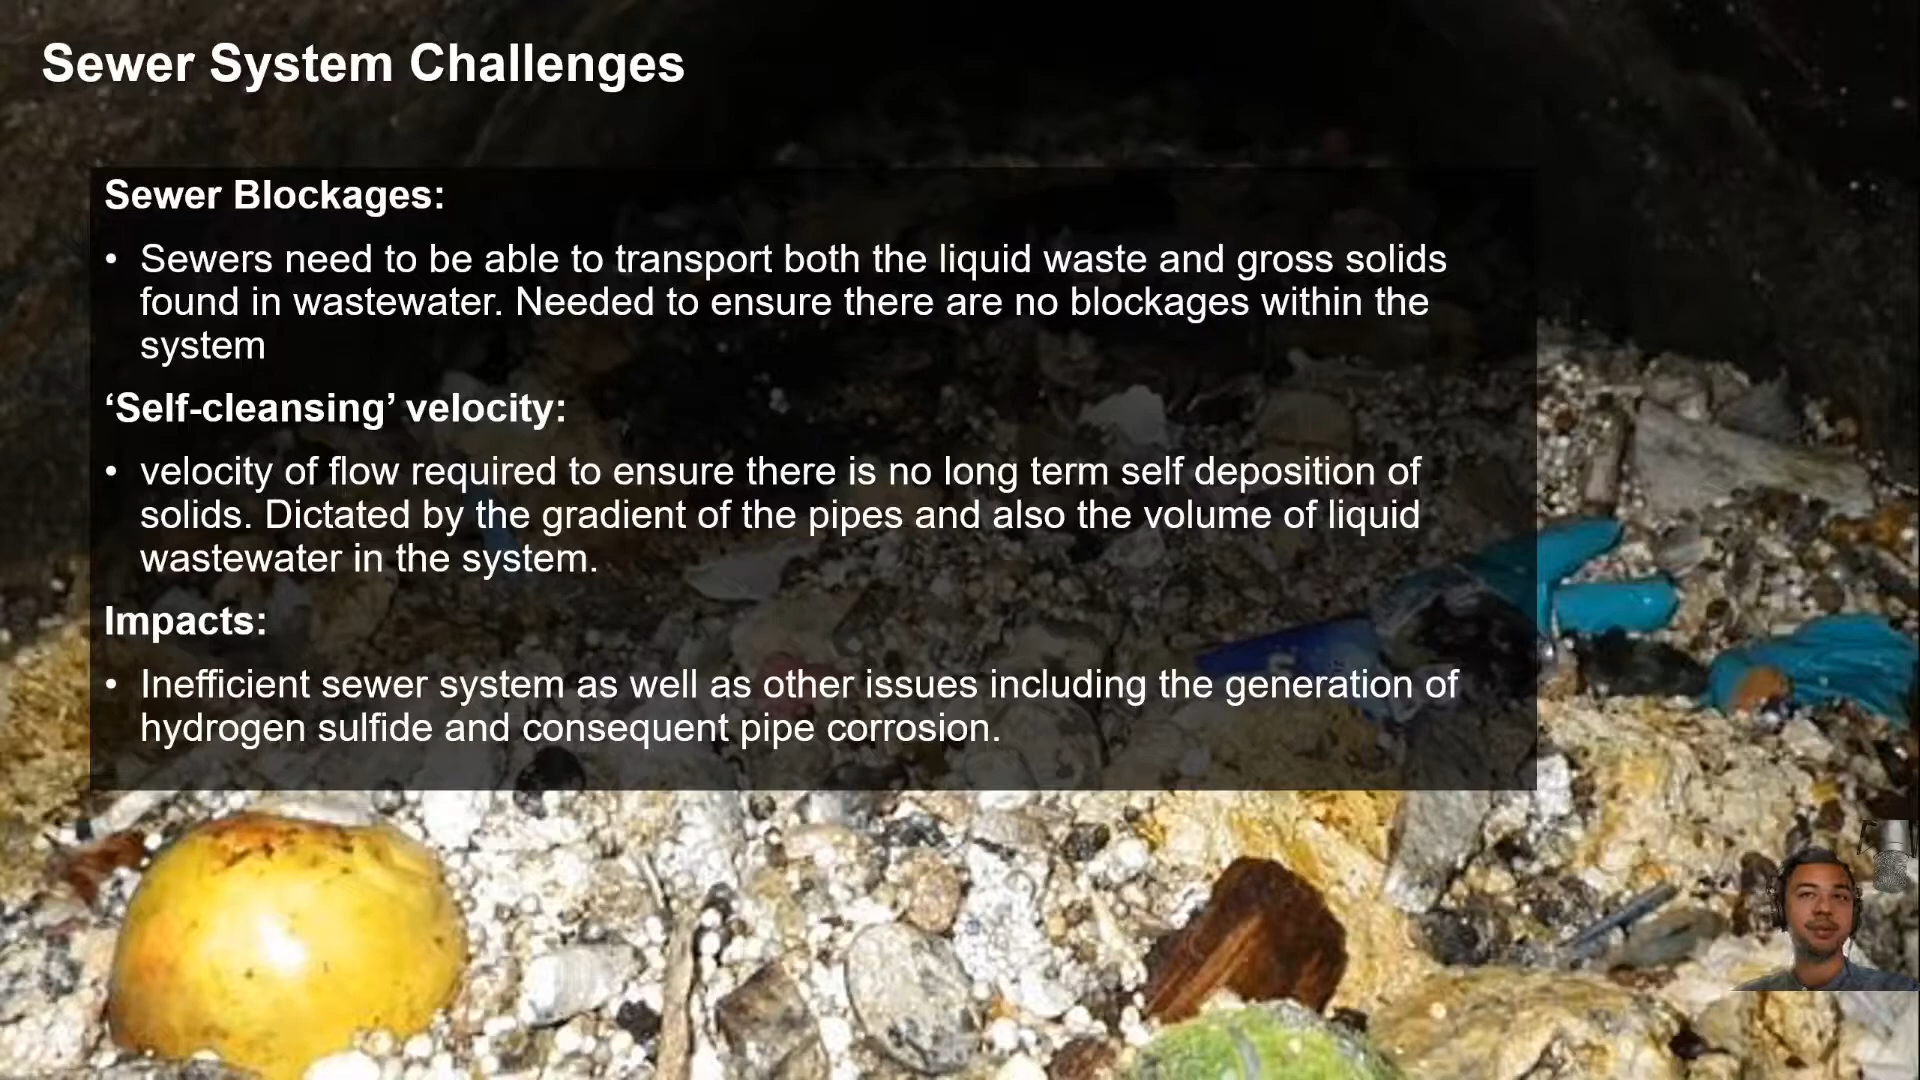 Sewer System Challenges
Sewer Blockages:
• Sewers need to be able to transport both the liquid waste and gross solids
found in wastewater. Needed to ensure there are no blockages within the
system
‘Self-cleansing’ velocity:
• velocity of flow required to ensure there is no long term self deposition of
solids. Dictated by the gradient of the pipes and also the volume of liquid
wastewater in the system.
Impacts:
• Inefficient sewer system as well as other issues including the generation of
hydrogen sulfide and consequent pipe corrosion.